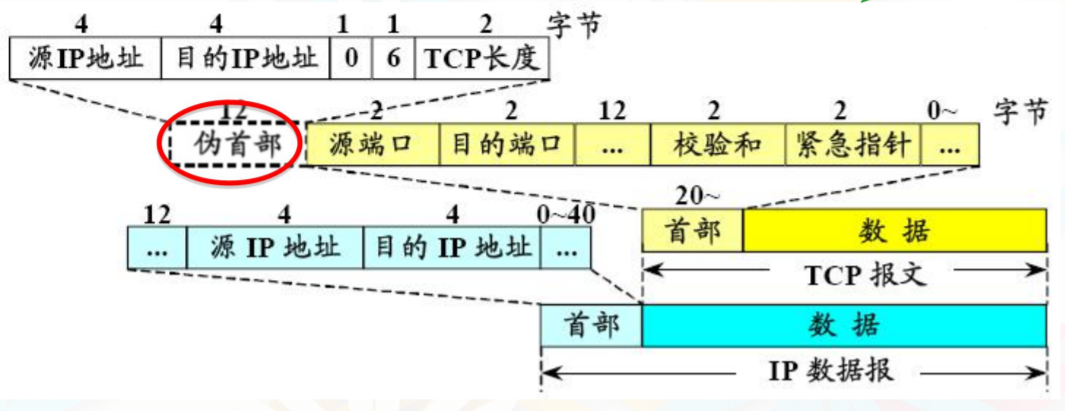 4 4 1 1 2 字节
源IP地址 目的IP地址 0 6 TCP长度
12 2 2 12 2 2 0~ 字节
伪首部 源端口 目的端口 ... 校验和 紧急指针 ...
20~
首部 数据
TCP 报文
12 4 4 0~40
... 源 IP 地址 目的 IP 地址 ...
首部 数据
IP 数据报